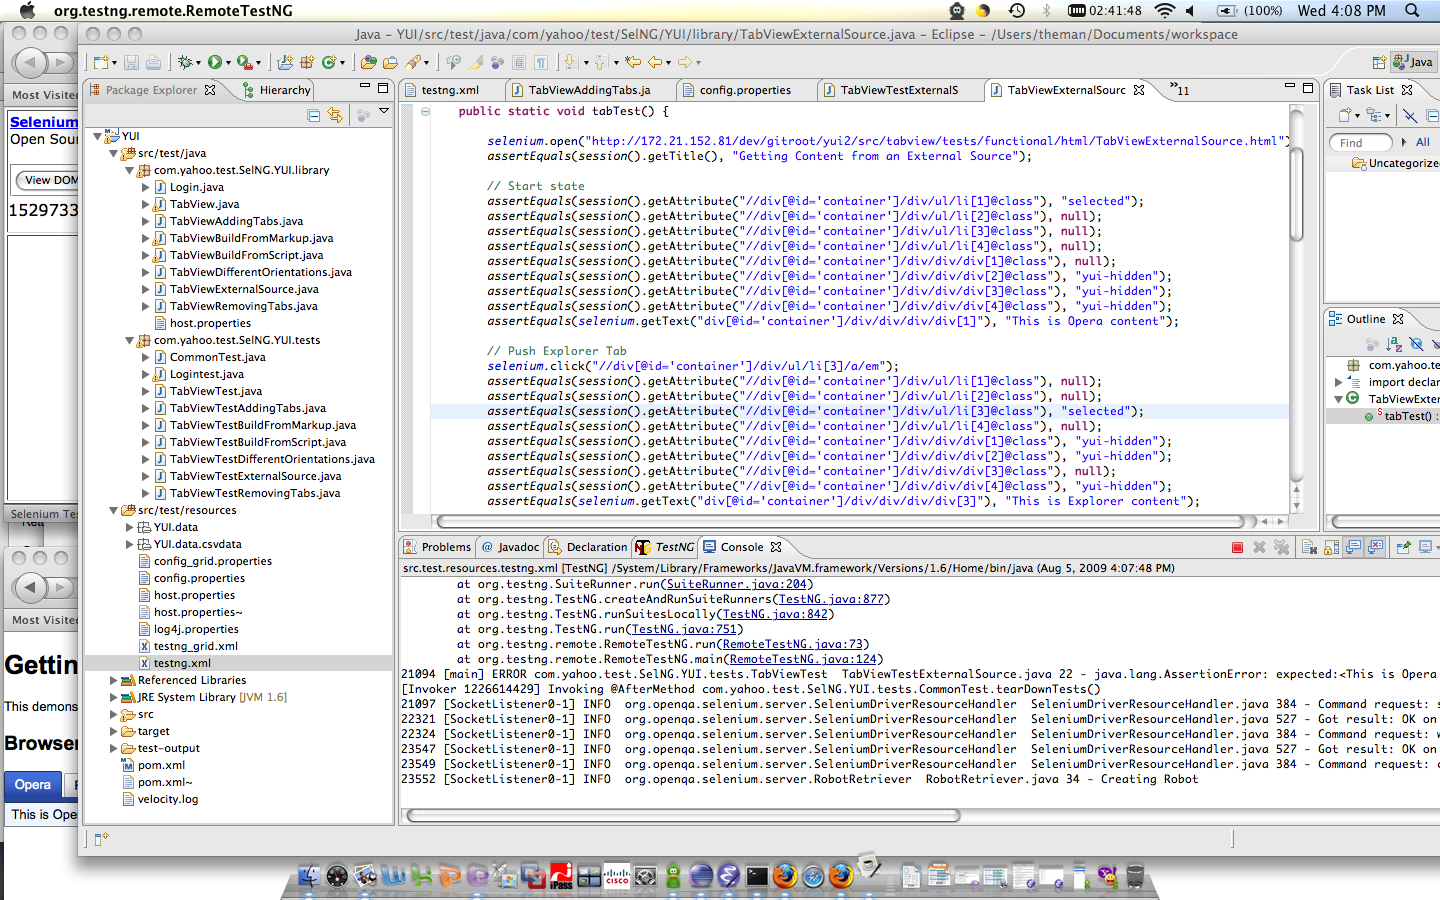 org.testng.remote.RemoteTestNG
02:41:48
(100%)
Wed 4:08 PM
Java – YUI/src/test/java/com/yahoo/test/SelNG/YUI/library/TabViewExternalSource.java – Eclipse – /Users/theman/Documents/workspace
Java
Most Visited
Selenium
Open Sour
View DOM
1529733
Selenium Te
Most Visited
Gettin
This demons
Browser
Opera
This is Ope
Package Explorer
Hierarchy
YUI
src/test/java
com.yahoo.test.SelNG.YUI.library
Login.java
TabView.java
TabViewAddingTabs.java
TabViewBuildFromMarkup.java
TabViewBuildFromScript.java
TabViewDifferentOrientations.java
TabViewExternalSource.java
TabViewRemovingTabs.java
host.properties
com.yahoo.test.SelNG.YUI.tests
CommonTest.java
Logintest.java
TabViewTest.java
TabViewTestAddingTabs.java
TabViewTestBuildFromMarkup.java
TabViewTestBuildFromScript.java
TabViewTestDifferentOrientations.java
TabViewTestExternalSource.java
TabViewTestRemovingTabs.java
src/test/resources
YUI.data
YUI.data.csvdata
config_grid.properties
config.properties
host.properties
host.properties~
log4j.properties
testng_grid.xml
testng.xml
Referenced Libraries
JRE System Library [JVM 1.6]
src
target
test-output
pom.xml
pom.xml~
velocity.log
testng.xml
TabViewAddingTabs.ja
config.properties
TabViewTestExternalS
TabViewExternalSourc
»11
public static void tabTest() {
selenium.open("http://172.21.152.81/dev/gitroot/yui2/src/tabview/tests/functional/html/TabViewExternalSource.html")
assertEquals(session().getTitle(), "Getting Content from an External Source");
// Start state
assertEquals(session().getAttribute("//div[@id='container']/div/ul/li[1]@class"), "selected");
assertEquals(session().getAttribute("//div[@id='container']/div/ul/li[2]@class"), null);
assertEquals(session().getAttribute("//div[@id='container']/div/ul/li[3]@class"), null);
assertEquals(session().getAttribute("//div[@id='container']/div/ul/li[4]@class"), null);
assertEquals(session().getAttribute("//div[@id='container']/div/div/div[1]@class"), null);
assertEquals(session().getAttribute("//div[@id='container']/div/div/div[2]@class"), "yui-hidden");
assertEquals(session().getAttribute("//div[@id='container']/div/div/div[3]@class"), "yui-hidden");
assertEquals(session().getAttribute("//div[@id='container']/div/div/div[4]@class"), "yui-hidden");
assertEquals(selenium.getText("div[@id='container']/div/div/div/div[1]"), "This is Opera content");
// Push Explorer Tab
selenium.click("//div[@id='container']/div/ul/li[3]/a/em");
assertEquals(session().getAttribute("//div[@id='container']/div/ul/li[1]@class"), null);
assertEquals(session().getAttribute("//div[@id='container']/div/ul/li[2]@class"), null);
assertEquals(session().getAttribute("//div[@id='container']/div/ul/li[3]@class"), "selected");
assertEquals(session().getAttribute("//div[@id='container']/div/ul/li[4]@class"), null);
assertEquals(session().getAttribute("//div[@id='container']/div/div/div[1]@class"), "yui-hidden");
assertEquals(session().getAttribute("//div[@id='container']/div/div/div[2]@class"), "yui-hidden");
assertEquals(session().getAttribute("//div[@id='container']/div/div/div[3]@class"), null);
assertEquals(session().getAttribute("//div[@id='container']/div/div/div[4]@class"), "yui-hidden");
assertEquals(selenium.getText("div[@id='container']/div/div/div/div[3]"), "This is Explorer content");
Task List
Find
All
Uncategorize
Outline
com.yahoo.te
import declar
TabViewExter
tabTest() :
Problems
@ Javadoc
Declaration
TestNG
Console
src.test.resources.testng.xml [TestNG] /System/Library/Frameworks/JavaVM.framework/Versions/1.6/Home/bin/java (Aug 5, 2009 4:07:48 PM)
at org.testng.SuiteRunner.run(SuiteRunner.java:204)
at org.testng.TestNG.createAndRunSuiteRunners(TestNG.java:877)
at org.testng.TestNG.runSuitesLocally(TestNG.java:842)
at org.testng.TestNG.run(TestNG.java:751)
at org.testng.remote.RemoteTestNG.run(RemoteTestNG.java:73)
at org.testng.remote.RemoteTestNG.main(RemoteTestNG.java:124)
21094 [main] ERROR com.yahoo.test.SelNG.YUI.tests.TabViewTest TabViewTestExternalSource.java 22 - java.lang.AssertionError: expected:<This is Opera
[Invoker 1226614429] Invoking @AfterMethod com.yahoo.test.SelNG.YUI.tests.CommonTest.tearDownTests()
21097 [SocketListener0-1] INFO org.openqa.selenium.server.SeleniumDriverResourceHandler SeleniumDriverResourceHandler.java 384 - Command request: s
22321 [SocketListener0-1] INFO org.openqa.selenium.server.SeleniumDriverResourceHandler SeleniumDriverResourceHandler.java 527 - Got result: OK on
22324 [SocketListener0-1] INFO org.openqa.selenium.server.SeleniumDriverResourceHandler SeleniumDriverResourceHandler.java 384 - Command request: w
23547 [SocketListener0-1] INFO org.openqa.selenium.server.SeleniumDriverResourceHandler SeleniumDriverResourceHandler.java 527 - Got result: OK on
23549 [SocketListener0-1] INFO org.openqa.selenium.server.SeleniumDriverResourceHandler SeleniumDriverResourceHandler.java 384 - Command request: c
23552 [SocketListener0-1] INFO org.openqa.selenium.server.RobotRetriever RobotRetriever.java 34 - Creating Robot
iPass
CISCO